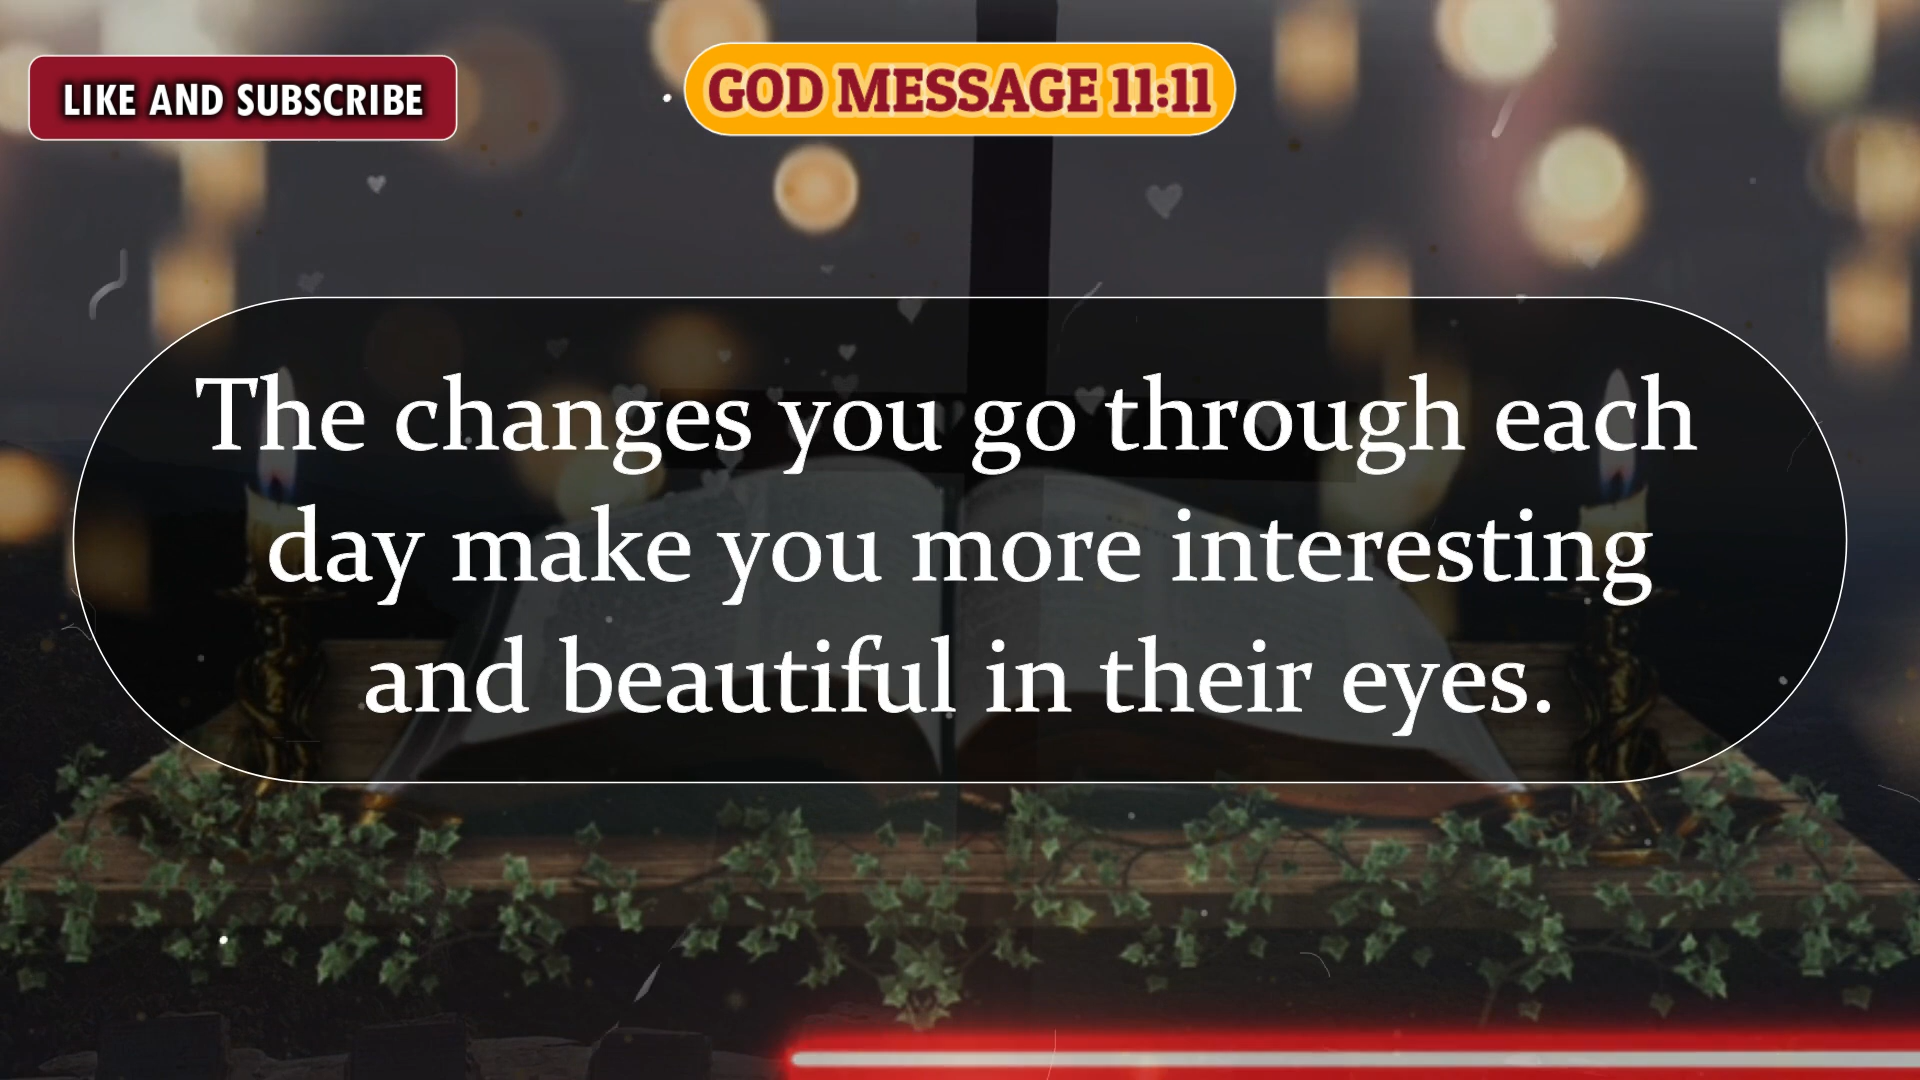 LIKE AND SUBSCRIBE
GOD MESSAGE 11:11
The changes you go through each
day make you more interesting
and beautiful in their eyes.